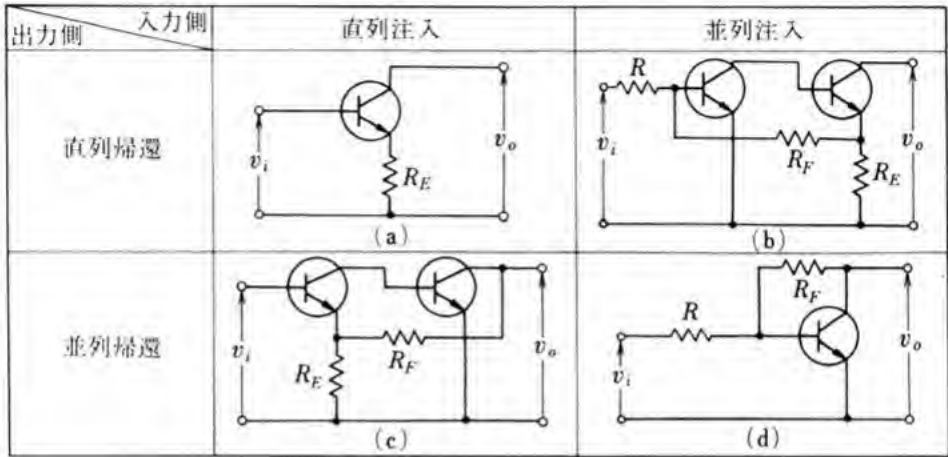 入力側
出力側
直列注入
並列注入
直列帰還
v_i
R_E
v_o
(a)
R
v_i
R_F
R_E
v_o
(b)
並列帰還
v_i
R_E
R_F
v_o
(c)
R_F
R
v_i
v_o
(d)